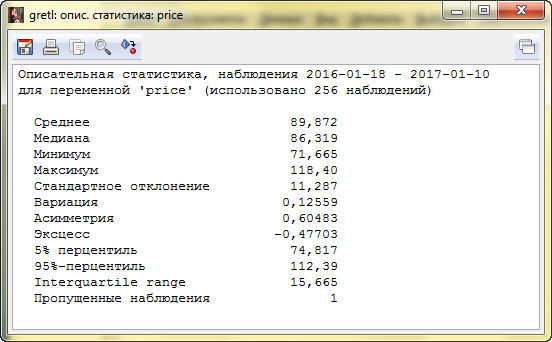 gretl: опис. статистика: price
Описательная статистика, наблюдения 2016-01-18 - 2017-01-10
для переменной 'price' (использовано 256 наблюдений)
Среднее 89,872
Медиана 86,319
Минимум 71,665
Максимум 118,40
Стандартное отклонение 11,287
Вариация 0,12559
Асимметрия 0,60483
Эксцесс -0,47703
5% перцентиль 74,817
95%-перцентиль 112,39
Interquartile range 15,665
Пропущенные наблюдения 1